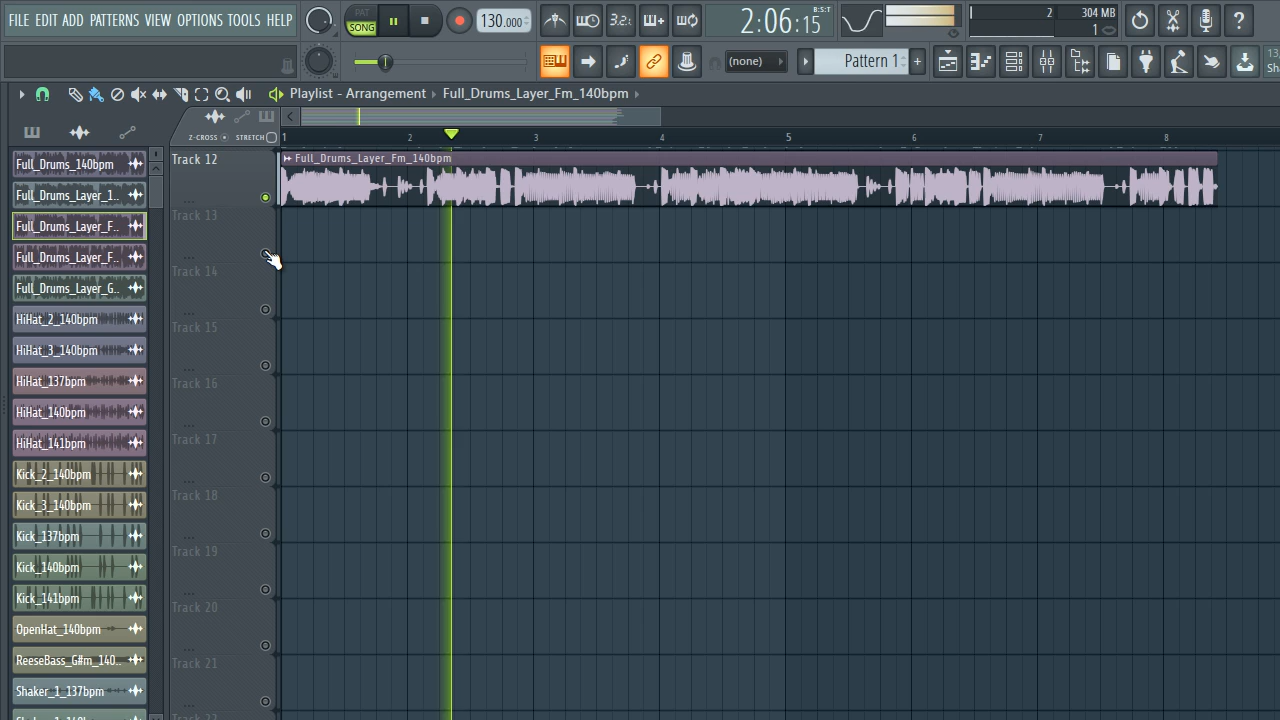 FILE EDIT ADD PATTERNS VIEW OPTIONS TOOLS HELP
PAT
SONG
130.000
3.2.
2:06:15
B:S:T
2
304 MB
1
(none)
Pattern 1
Playlist - Arrangement › Full_Drums_Layer_Fm_140bpm ›
Z-CROSS
STRETCH
1 2 3 4 5 6 7 8
Full_Drums_140bpm
Full_Drums_Layer_1..
Full_Drums_Layer_F..
Full_Drums_Layer_F..
Full_Drums_Layer_G..
HiHat_2_140bpm
HiHat_3_140bpm
HiHat_137bpm
HiHat_140bpm
HiHat_141bpm
Kick_2_140bpm
Kick_3_140bpm
Kick_137bpm
Kick_140bpm
Kick_141bpm
OpenHat_140bpm
ReeseBass_G#m_140..
Shaker_1_137bpm
Track 12
Full_Drums_Layer_Fm_140bpm
Track 13
Track 14
Track 15
Track 16
Track 17
Track 18
Track 19
Track 20
Track 21